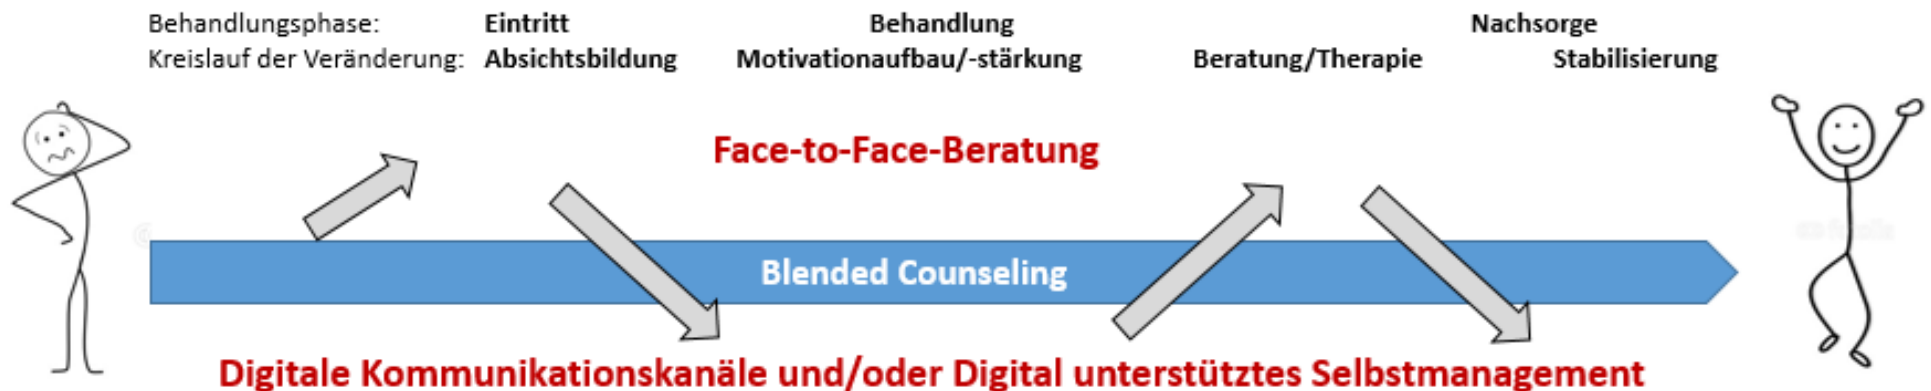 Behandlungsphase: Eintritt Behandlung Nachsorge
Kreislauf der Veränderung: Absichtsbildung Motivationaufbau/-stärkung Beratung/Therapie Stabilisierung
Face-to-Face-Beratung
Blended Counseling
Digitale Kommunikationskanäle und/oder Digital unterstütztes Selbstmanagement